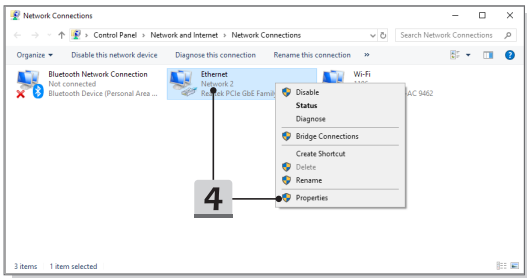 Network Connections
Control Panel > Network and Internet > Network Connections
Search Network Connections
Organize
Disable this network device
Diagnose this connection
Rename this connection
»
Bluetooth Network Connection
Not connected
Bluetooth Device (Personal Area ...
Ethernet
Network 2
Realtek PCIe GbE Family
Wi-Fi
AC 9462
Disable
Status
Diagnose
Bridge Connections
Create Shortcut
Delete
Rename
Properties
4
3 items
1 item selected